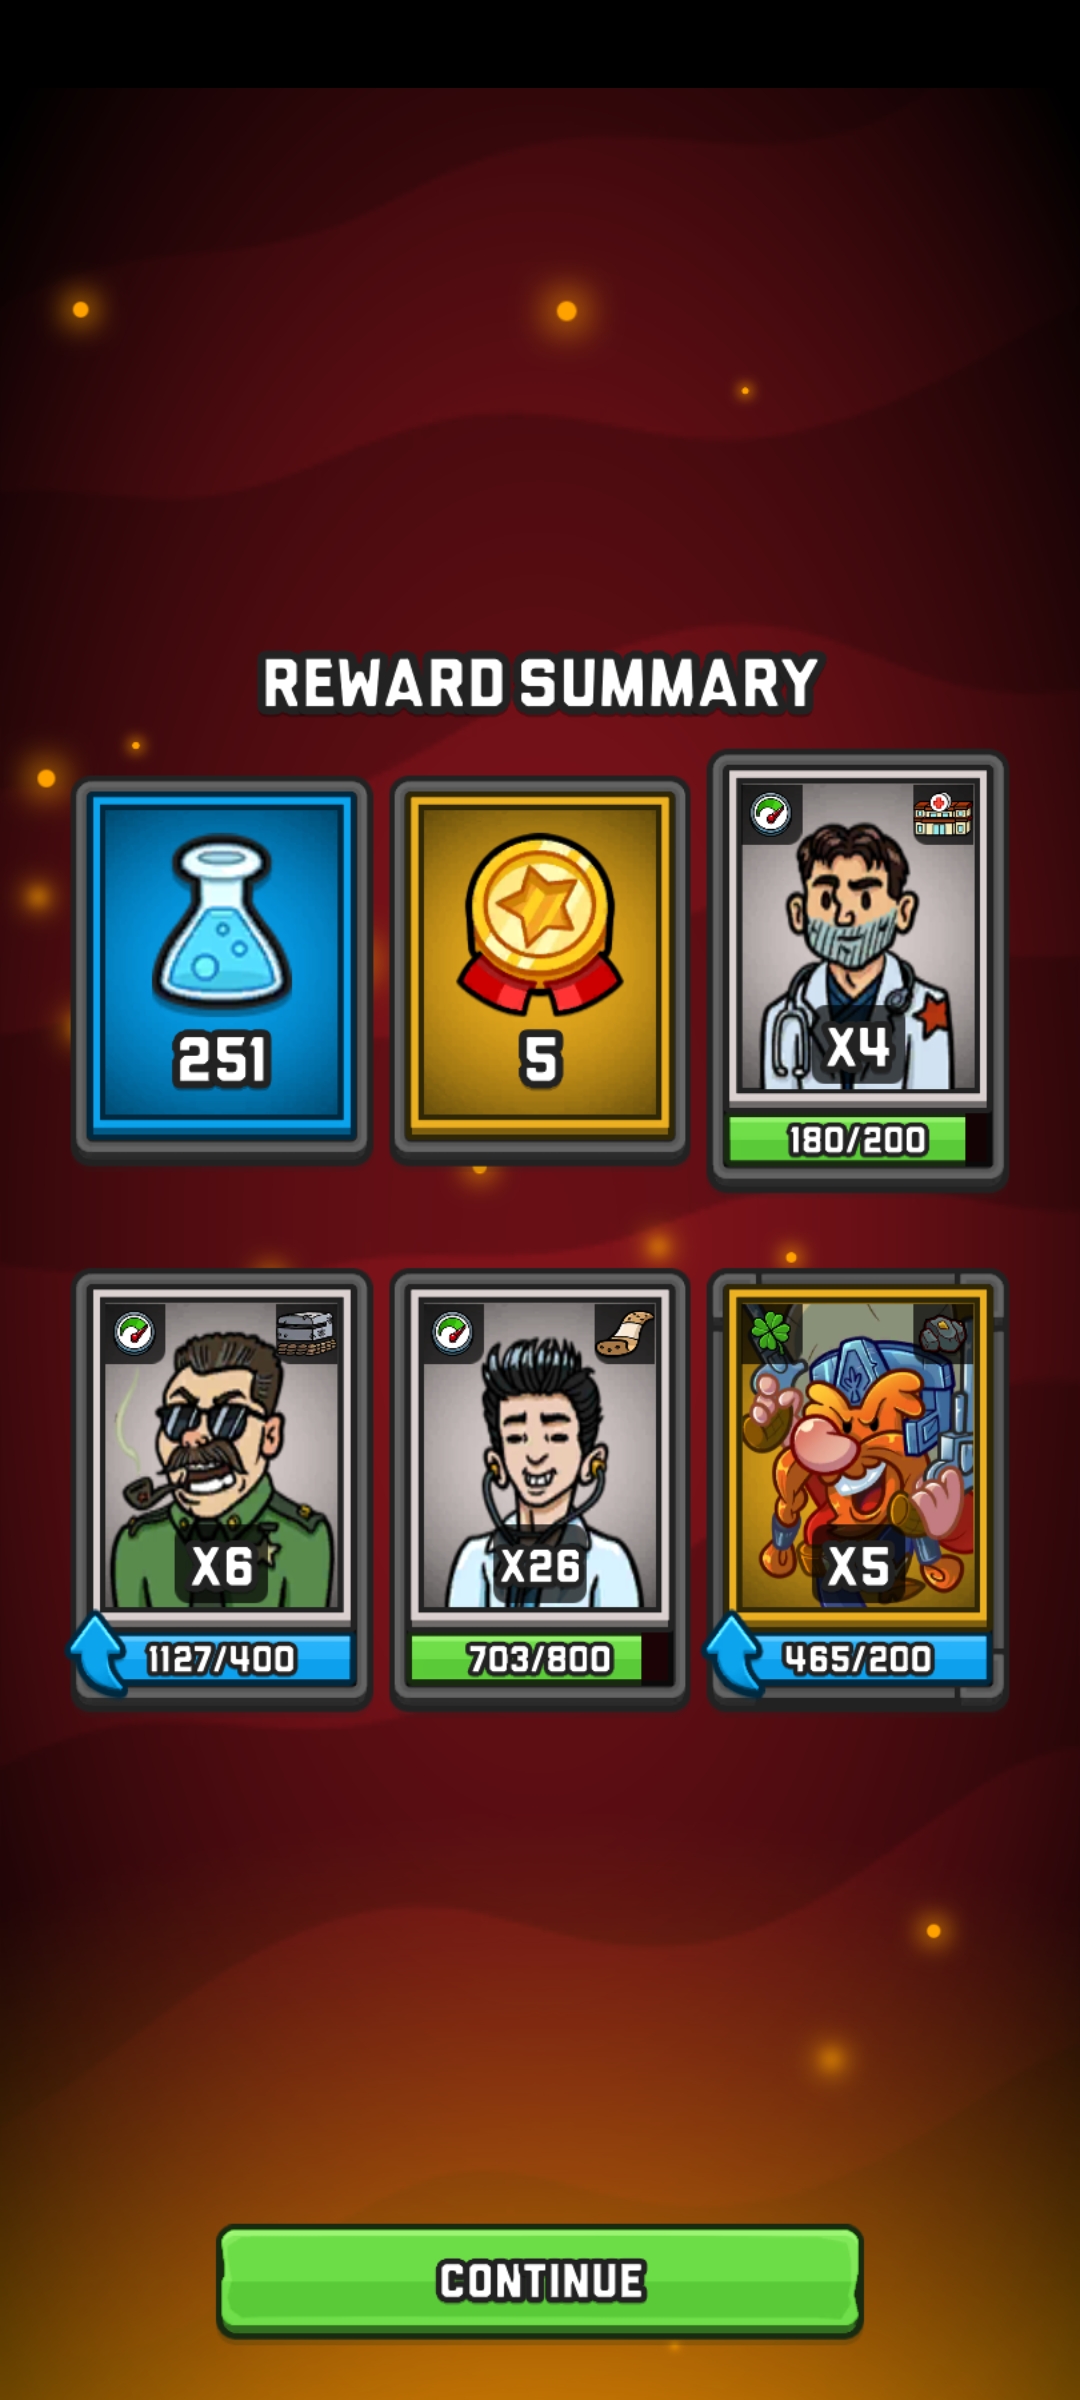 REWARD SUMMARY
251
5
X4
180/200
X6
1127/400
X26
703/800
X5
465/200
CONTINUE